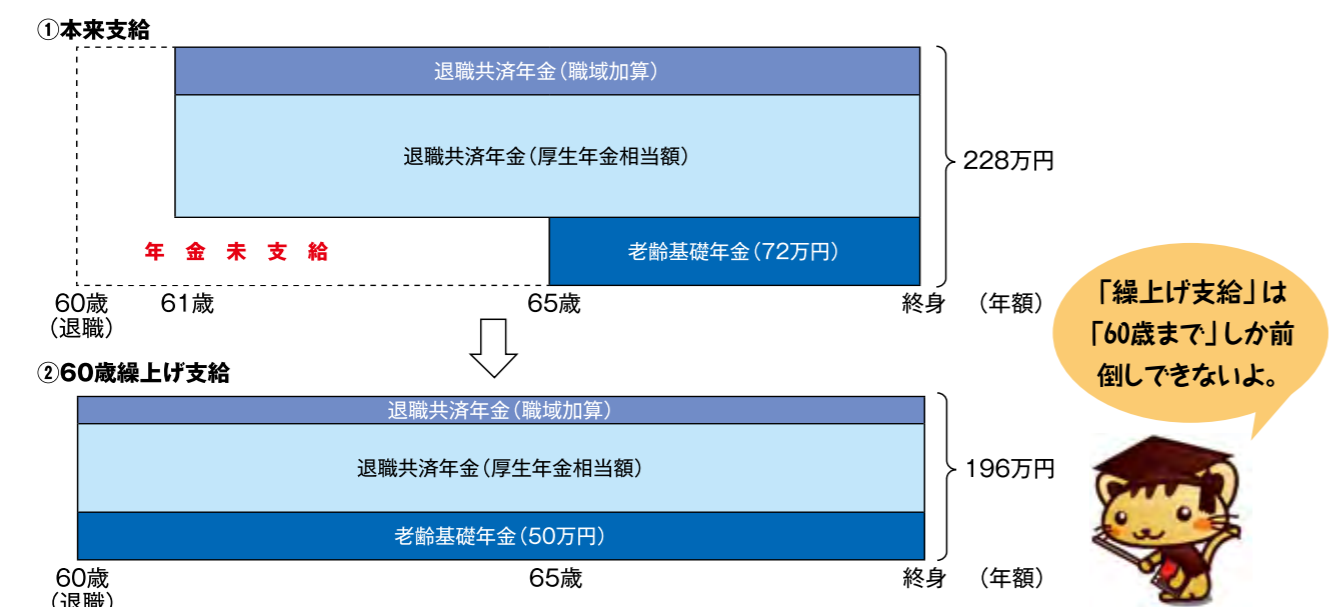 ①本来支給
退職共済年金（職域加算）
退職共済年金（厚生年金相当額）
228万円
年金未支給
老齢基礎年金（72万円）
60歳
（退職）
61歳
65歳
終身
（年額）
「繰上げ支給」は
「60歳まで」しか前
倒しできないよ。
②60歳繰上げ支給
退職共済年金（職域加算）
退職共済年金（厚生年金相当額）
196万円
老齢基礎年金（50万円）
60歳
（退職）
65歳
終身
（年額）